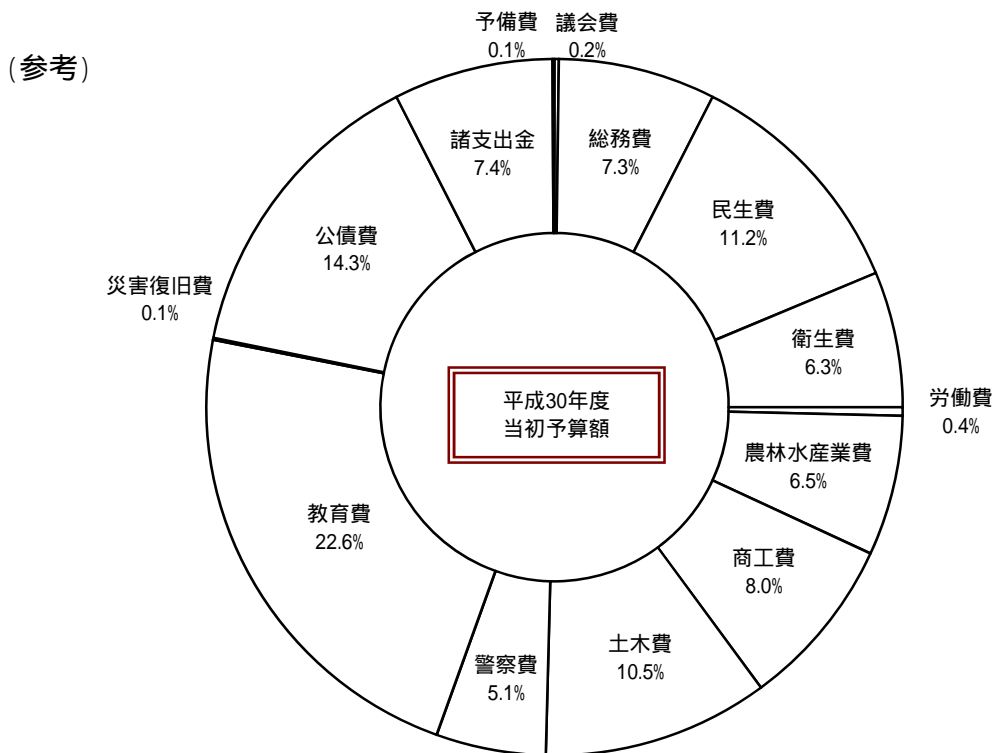 (参考)
予備費
0.1%
議会費
0.2%
総務費
7.3%
民生費
11.2%
衛生費
6.3%
労働費
0.4%
農林水産業費
6.5%
商工費
8.0%
土木費
10.5%
警察費
5.1%
教育費
22.6%
災害復旧費
0.1%
公債費
14.3%
諸支出金
7.4%
平成30年度
当初予算額